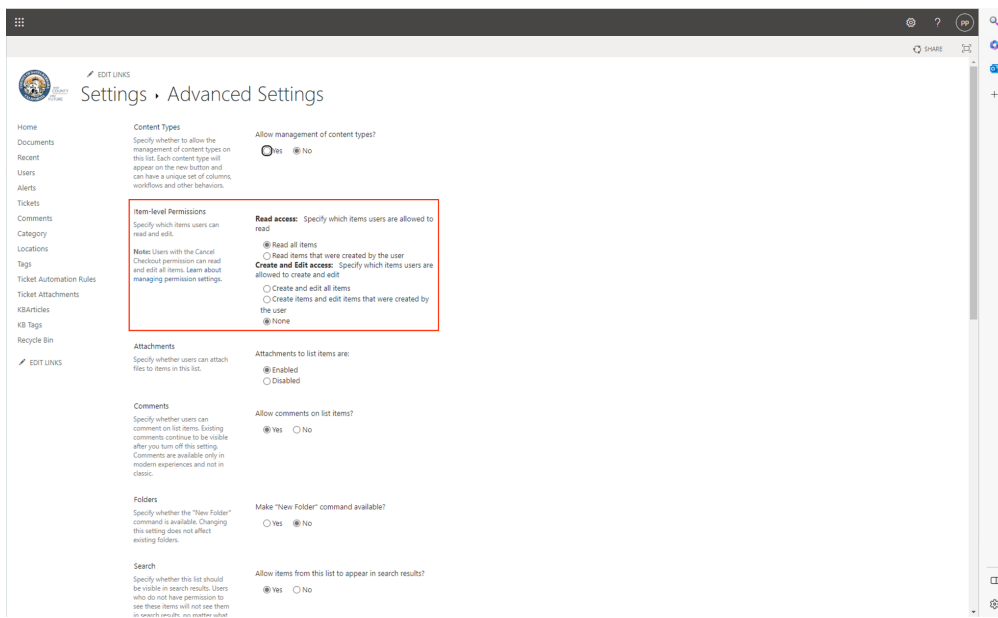 PP
SHARE
EDIT LINKS
Settings › Advanced Settings
Home
Documents
Recent
Users
Alerts
Tickets
Comments
Category
Locations
Tags
Ticket Automation Rules
Ticket Attachments
KBArticles
KB Tags
Recycle Bin
EDIT LINKS
Content Types
Specify whether to allow the
management of content types on
this list. Each content type will
appear on the new button and
can have a unique set of columns,
workflows and other behaviors.
Allow management of content types?
Yes No
Item-level Permissions
Specify which items users can
read and edit.
Note: Users with the Cancel
Checkout permission can read
and edit all items. Learn about
managing permission settings.
Read access: Specify which items users are allowed to
read
Read all items
Read items that were created by the user
Create and Edit access: Specify which items users are
allowed to create and edit
Create and edit all items
Create items and edit items that were created by
the user
None
Attachments
Specify whether users can attach
files to items in this list.
Attachments to list items are:
Enabled
Disabled
Comments
Specify whether users can
comment on list items. Existing
comments continue to be visible
after you turn off this setting.
Comments are available only in
modern experiences and not in
classic.
Allow comments on list items?
Yes No
Folders
Specify whether the "New Folder"
command is available. Changing
this setting does not affect
existing folders.
Make "New Folder" command available?
Yes No
Search
Specify whether this list should
be visible in search results. Users
who do not have permission to
see these items will not see them
in search results, no matter what
Allow items from this list to appear in search results?
Yes No